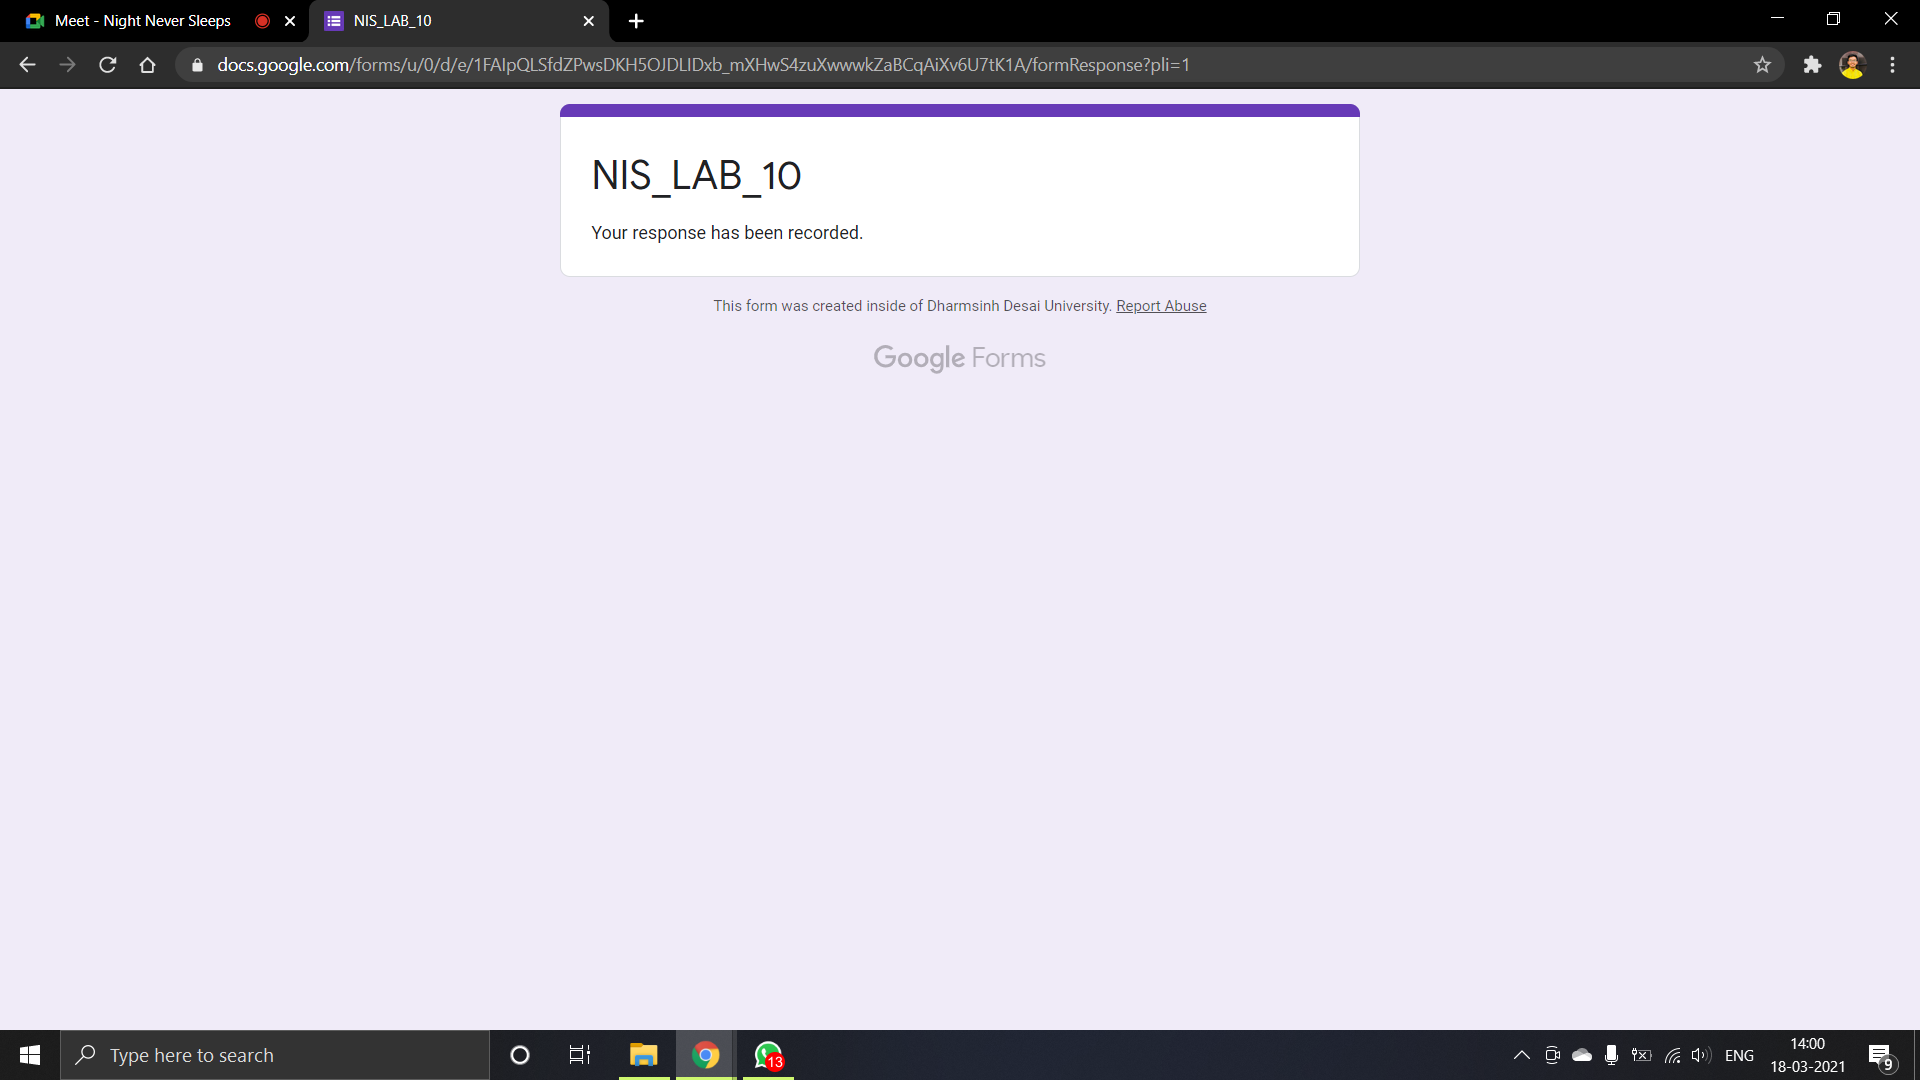 Meet - Night Never Sleeps
NIS_LAB_10
docs.google.com/forms/u/0/d/e/1FAIpQLSfdZPwsDKH5OJDLIDxb_mXHwS4zuXwwwkZaBCqAiXv6U7tK1A/formResponse?pli=1
NIS_LAB_10
Your response has been recorded.
This form was created inside of Dharmsinh Desai University. Report Abuse
Google Forms
Type here to search
13
ENG
14:00
18-03-2021
9